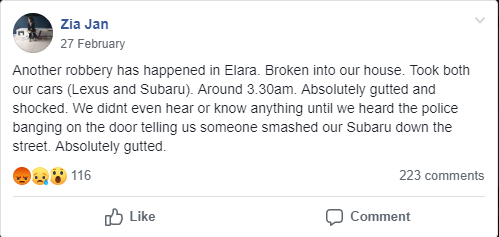 Zia Jan
27 February
Another robbery has happened in Elara. Broken into our house. Took both
our cars (Lexus and Subaru). Around 3.30am. Absolutely gutted and
shocked. We didnt even hear or know anything until we heard the police
banging on the door telling us someone smashed our Subaru down the
street. Absolutely gutted.
116 223 comments
Like Comment